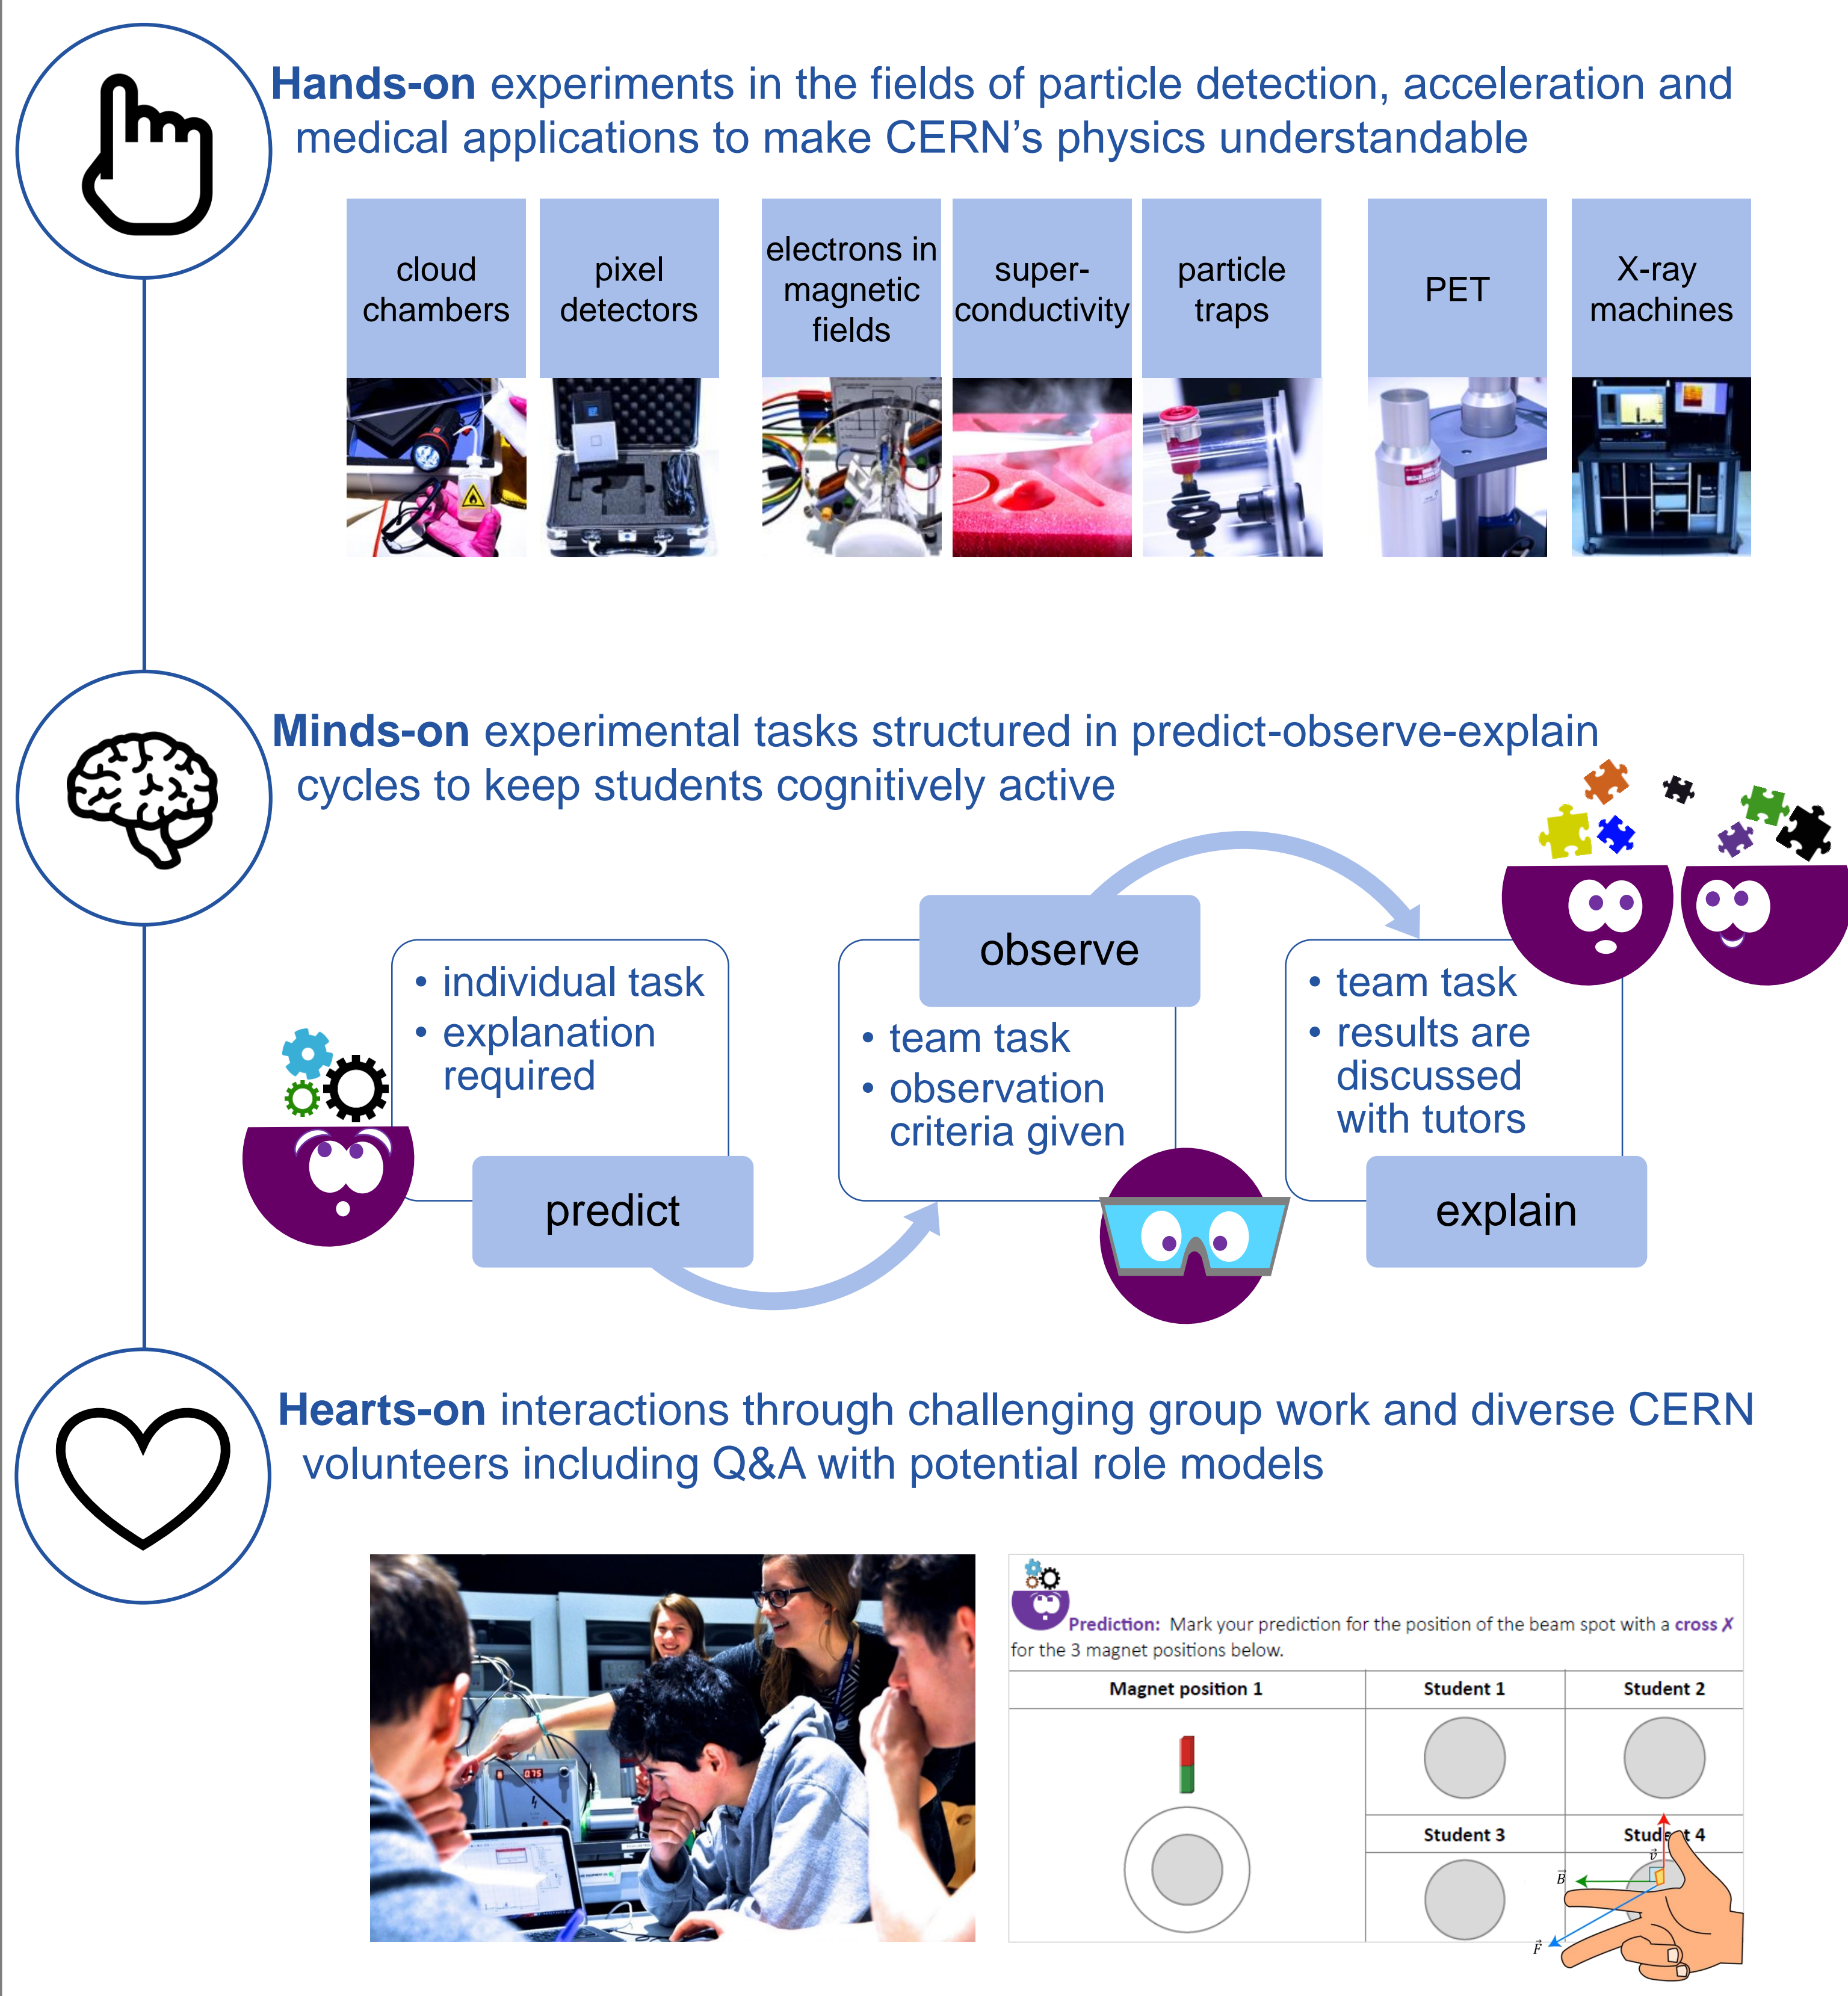 Hands-on experiments in the fields of particle detection, acceleration and
medical applications to make CERN's physics understandable
cloud
chambers
pixel
detectors
electrons in
magnetic
fields
super-
conductivity
particle
traps
PET
X-ray
machines
Minds-on experimental tasks structured in predict-observe-explain
cycles to keep students cognitively active
• individual task
• explanation
required
predict
observe
• team task
• observation
criteria given
• team task
• results are
discussed
with tutors
explain
Hearts-on interactions through challenging group work and diverse CERN
volunteers including Q&A with potential role models
0.75
Prediction: Mark your prediction for the position of the beam spot with a cross ✗
for the 3 magnet positions below.
Magnet position 1
Student 1
Student 2
Student 3
Student 4
v⃗
B⃗
F⃗